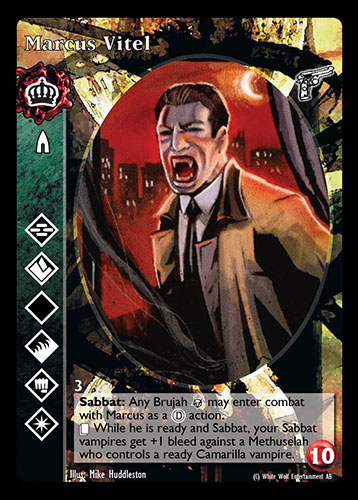 Marcus Vitel
3
Sabbat: Any Brujah may enter combat
with Marcus as a D action.
While he is ready and Sabbat, your Sabbat
vampires get +1 bleed against a Methuselah
who controls a ready Camarilla vampire.
10
Illus: Mike Huddleston
(C) White Wolf Entertainment AB